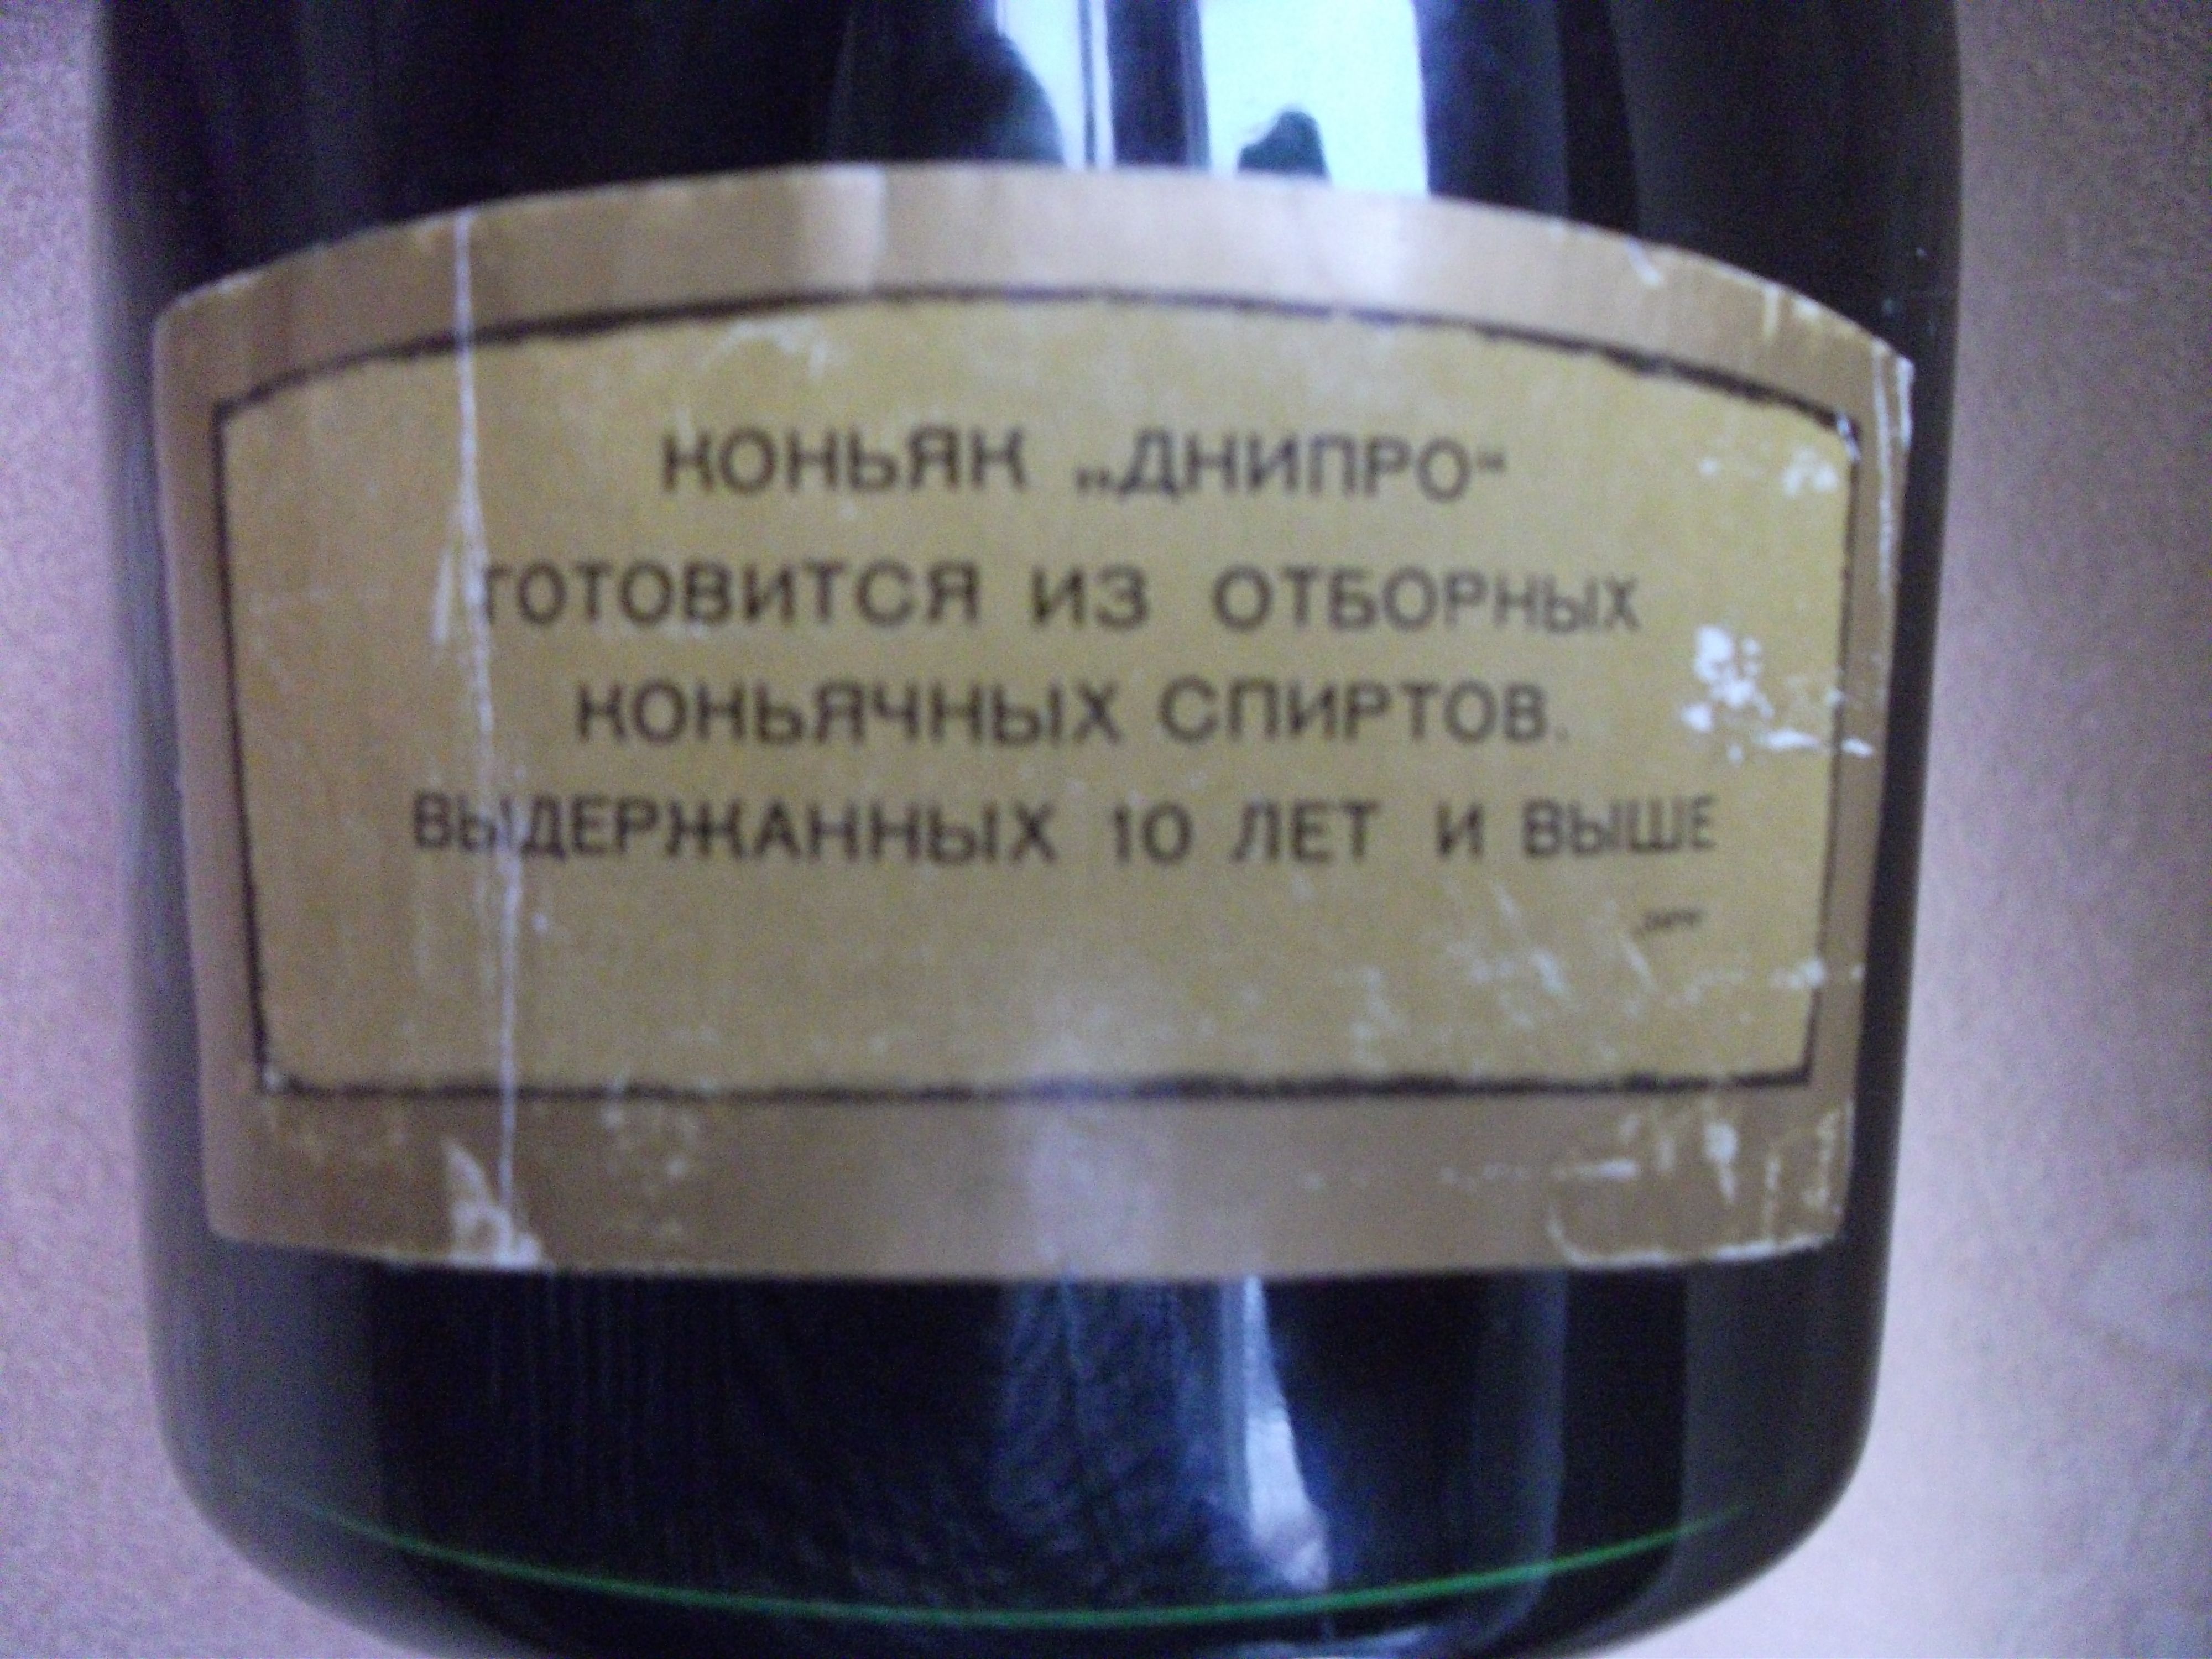 КОНЬЯК „ДНИПРО“
ГОТОВИТСЯ ИЗ ОТБОРНЫХ
КОНЬЯЧНЫХ СПИРТОВ.
ВЫДЕРЖАННЫХ 10 ЛЕТ И ВЫШЕ